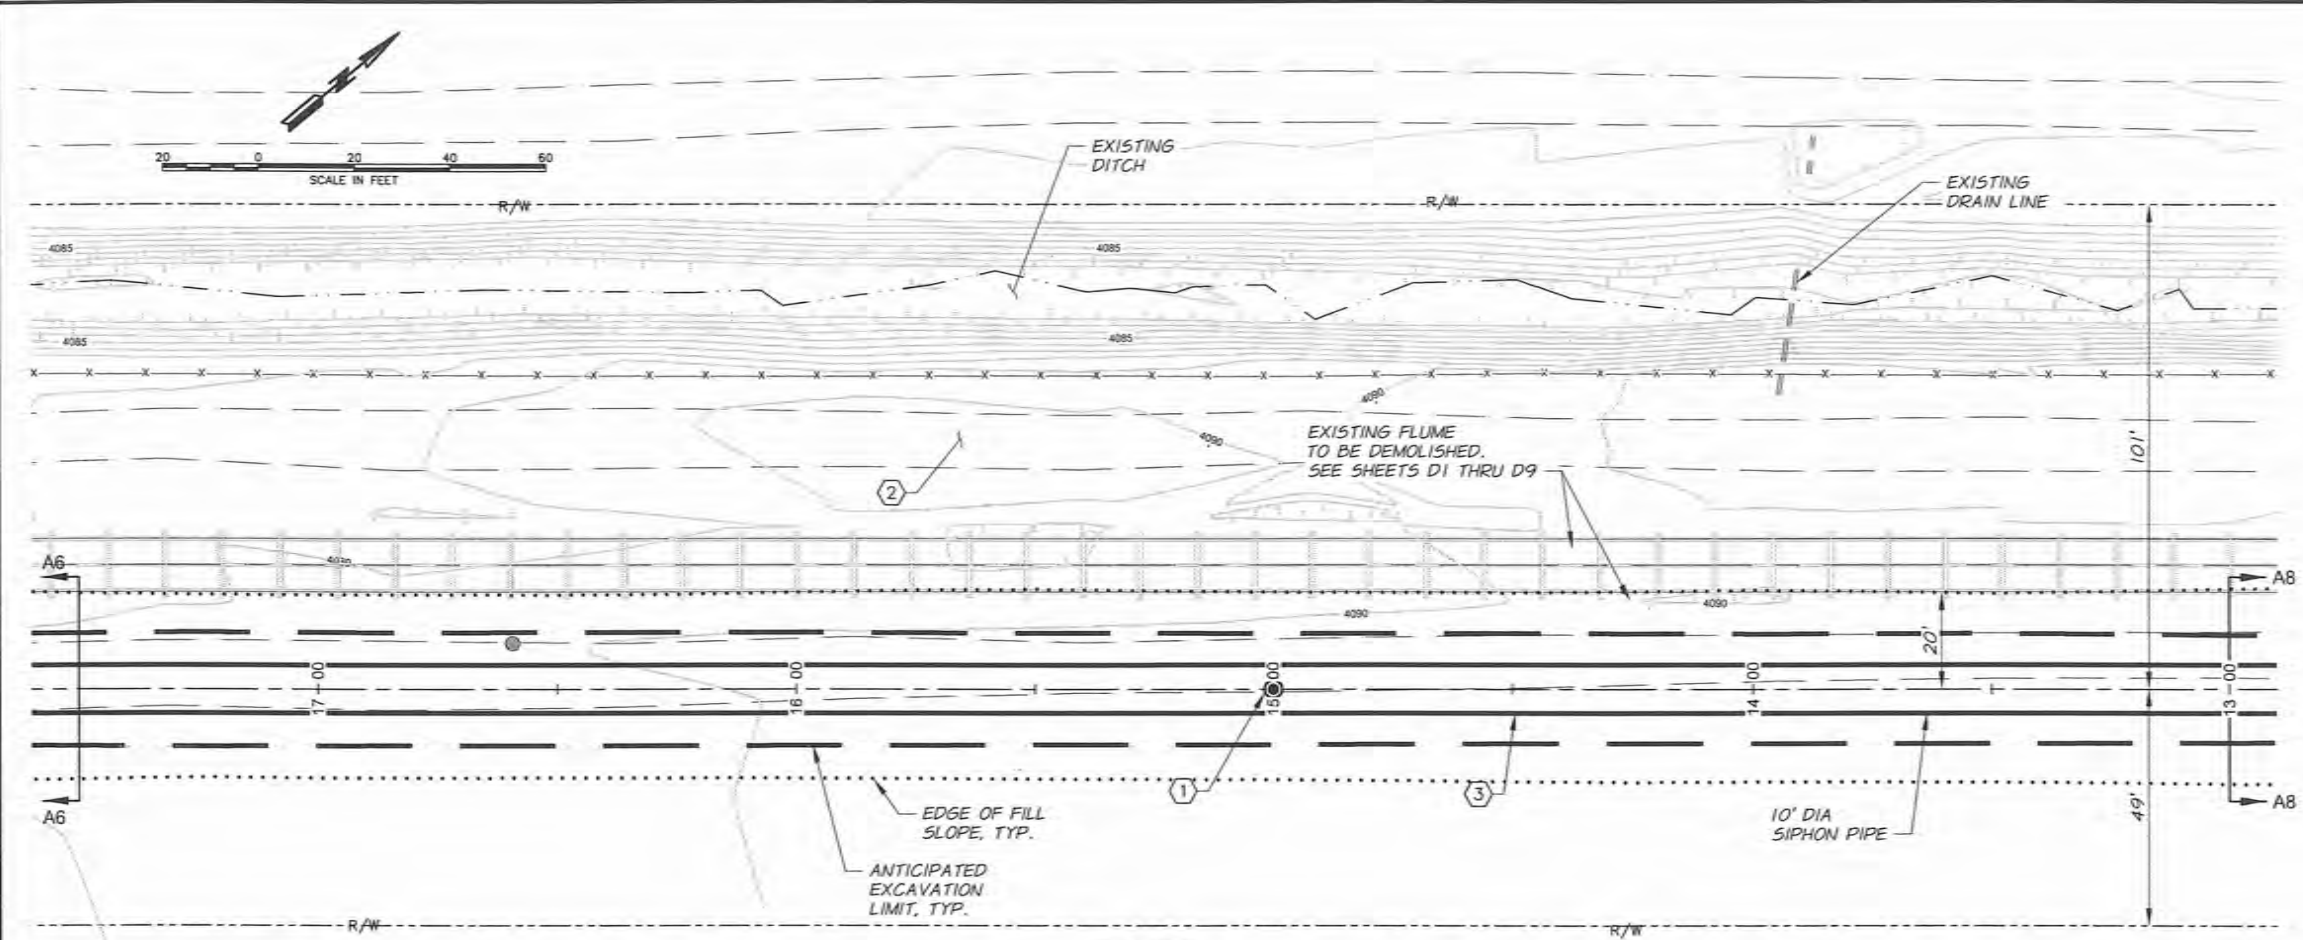 N
20 0 20 40 60
SCALE IN FEET
EXISTING
DITCH
EXISTING
DRAIN LINE
R/W
R/W
4085
4085
4085
4085
x x x x x x x x x x x x x x x x x x x x x x x x x x x x x x x x x x x x x x x x x
4090
4090
EXISTING FLUME
TO BE DEMOLISHED.
SEE SHEETS D1 THRU D9
101'
2
A6
4090
A8
4090
4090
20'
17 00
16 00
15 00
14 00
13 00
1
3
A6
A8
EDGE OF FILL
SLOPE, TYP.
10' DIA
SIPHON PIPE
49'
ANTICIPATED
EXCAVATION
LIMIT, TYP.
R/W
R/W